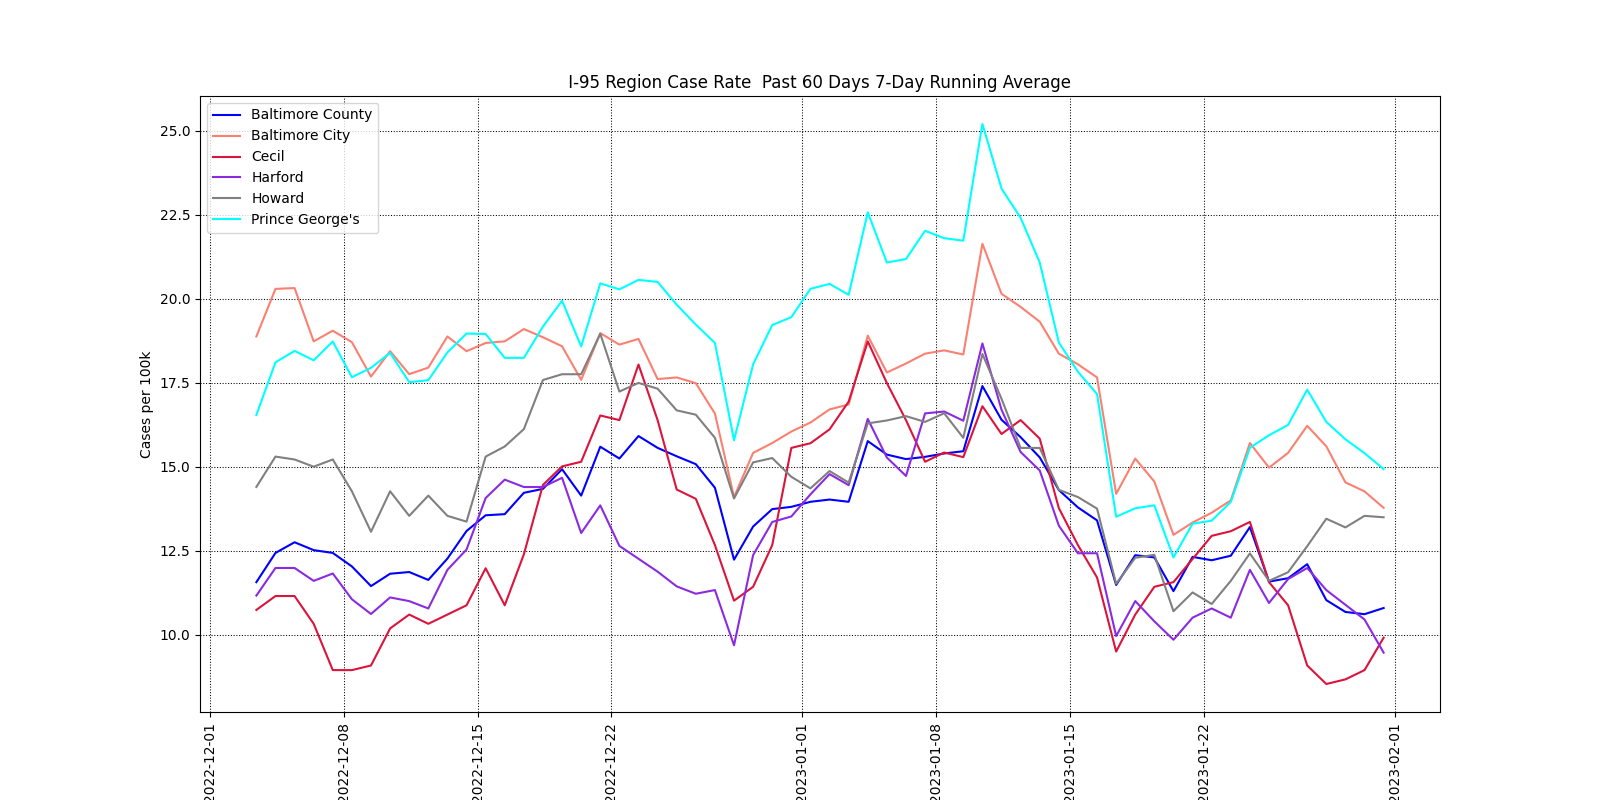 I-95 Region Case Rate  Past 60 Days 7-Day Running Average
Baltimore County
Baltimore City
Cecil
Harford
Howard
Prince George's
Cases per 100k
25.0
22.5
20.0
17.5
15.0
12.5
10.0
2022-12-01
2022-12-08
2022-12-15
2022-12-22
2023-01-01
2023-01-08
2023-01-15
2023-01-22
2023-02-01